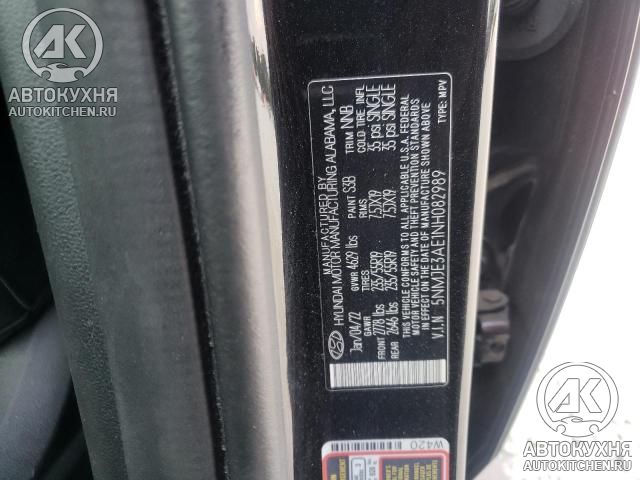 АК
АВТОКУХНЯ
AUTOKITCHEN.RU
MANUFACTURED BY
HYUNDAI MOTOR MANUFACTURING ALABAMA, LLC
Jan/04/22 GVWR 4629 lbs PAINT S3B TRIM NNB
GAWR TIRES RIMS COLD TIRE INFL
FRONT 2778 lbs 235/55R19 7.5JX19 35 psi SINGLE
REAR 2646 lbs 235/55R19 7.5JX19 35 psi SINGLE
THIS VEHICLE CONFORMS TO ALL APPLICABLE U.S.A. FEDERAL
MOTOR VEHICLE SAFETY AND THEFT PREVENTION STANDARDS
IN EFFECT ON THE DATE OF MANUFACTURE SHOWN ABOVE
V.I.N 5NMJE3AE1NH082989 TYPE: MPV
W420
АК
АВТОКУХНЯ
AUTOKITCHEN.RU